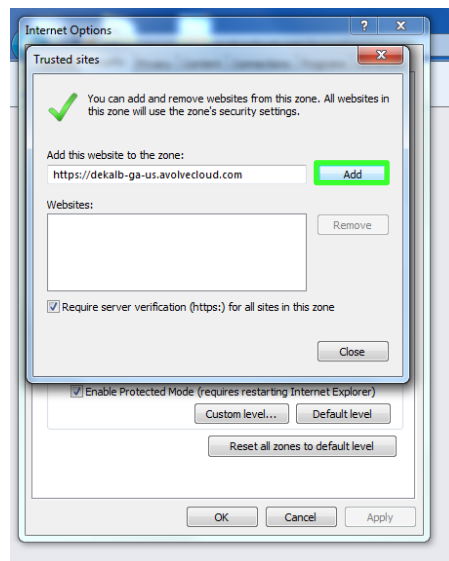 Internet Options
? X
Trusted sites
X
You can add and remove websites from this zone. All websites in
this zone will use the zone's security settings.
Add this website to the zone:
https://dekalb-ga-us.avolvecloud.com
Add
Websites:
Remove
Require server verification (https:) for all sites in this zone
Close
Enable Protected Mode (requires restarting Internet Explorer)
Custom level... Default level
Reset all zones to default level
OK Cancel Apply